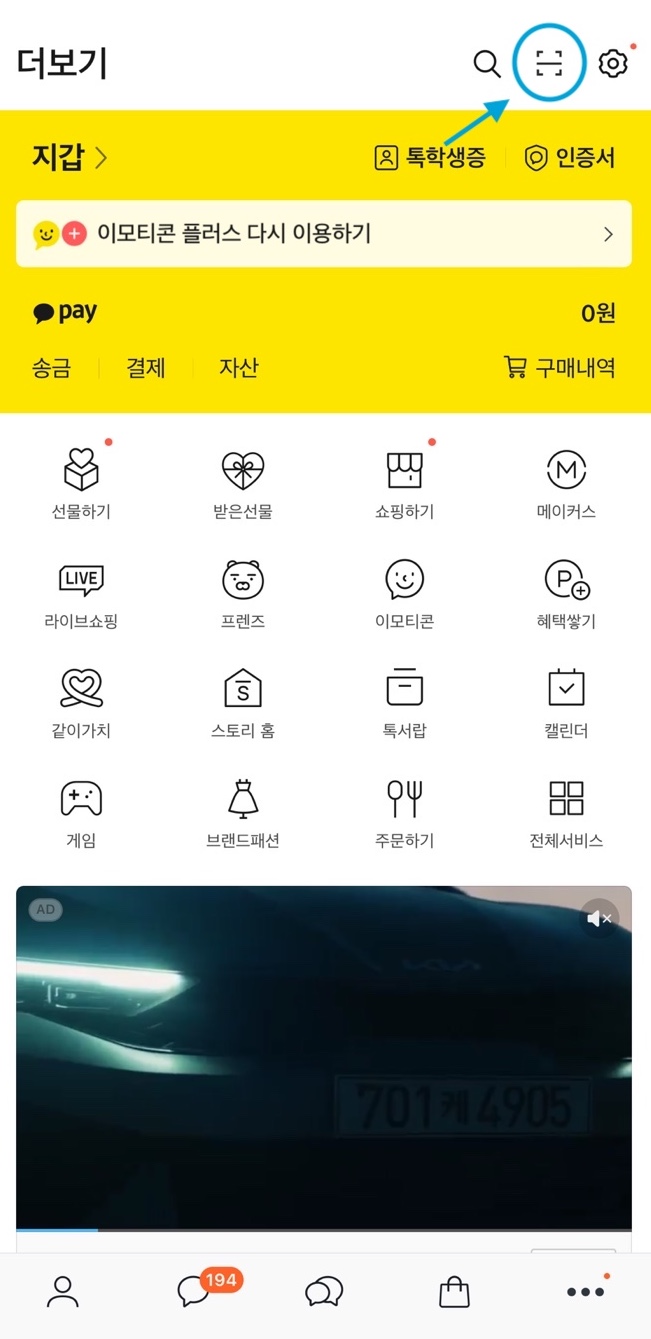 더보기
지갑 톡학생증 인증서
이모티콘 플러스 다시 이용하기
pay 0원
송금 결제 자산 구매내역
선물하기 받은선물 쇼핑하기 메이커스
LIVE P
라이브쇼핑 프렌즈 이모티콘 혜택쌓기
S
같이가치 스토리 홈 톡서랍 캘린더
게임 브랜드패션 주문하기 전체서비스
AD
KIA
701케 4905
194